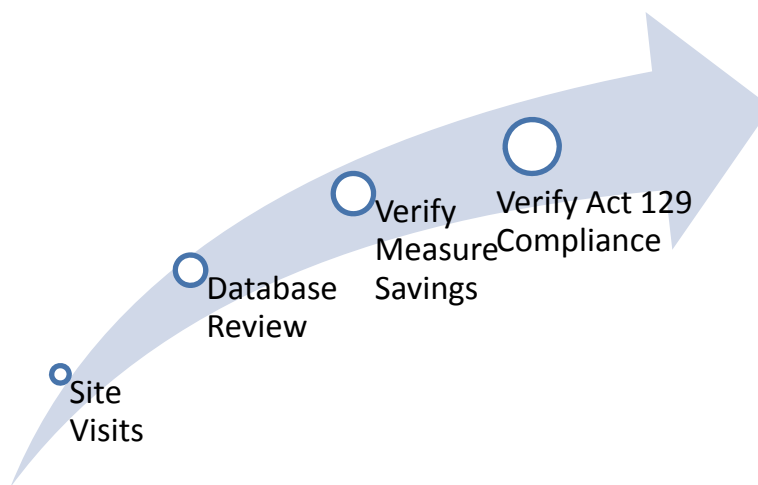 Site
Visits
Database
Review
Verify
Measure
Savings
Verify Act 129
Compliance